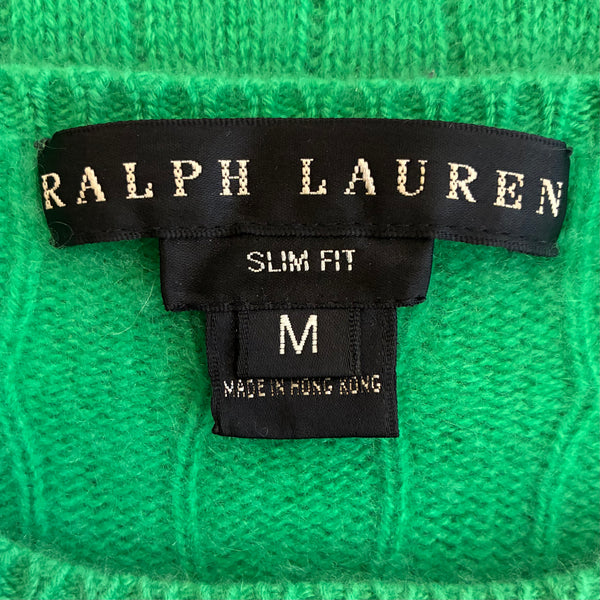 RALPH LAUREN
SLIM FIT
M
MADE IN HONG KONG